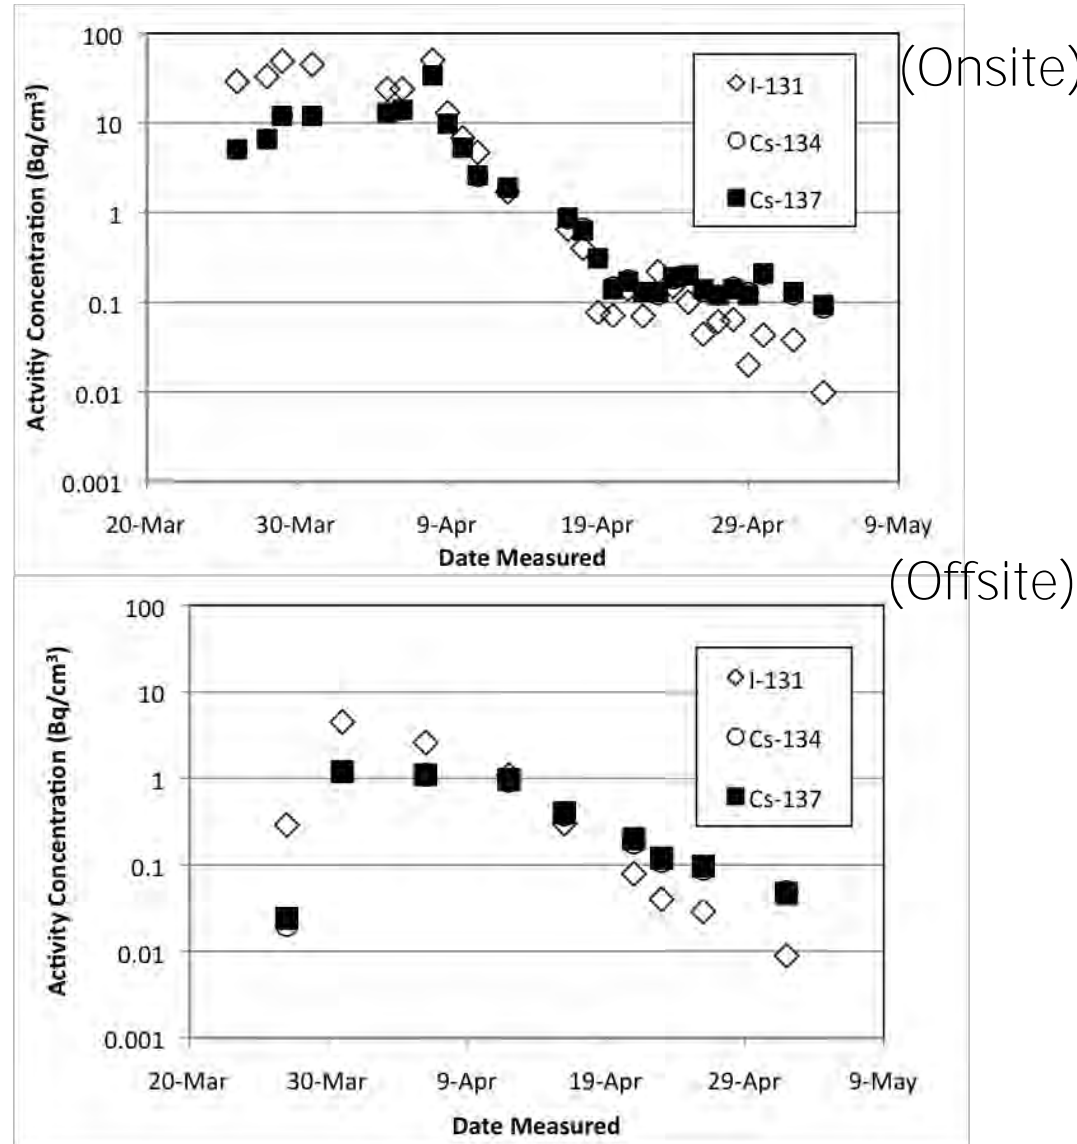 (Onsite)
100
10
1
0.1
0.01
0.001
Actvitiy Concentration (Bq/cm³)
I-131
Cs-134
Cs-137
20-Mar 30-Mar 9-Apr 19-Apr 29-Apr 9-May
Date Measured
(Offsite)
100
10
1
0.1
0.01
0.001
Activity Concentration (Bq/cm³)
I-131
Cs-134
Cs-137
20-Mar 30-Mar 9-Apr 19-Apr 29-Apr 9-May
Date Measured